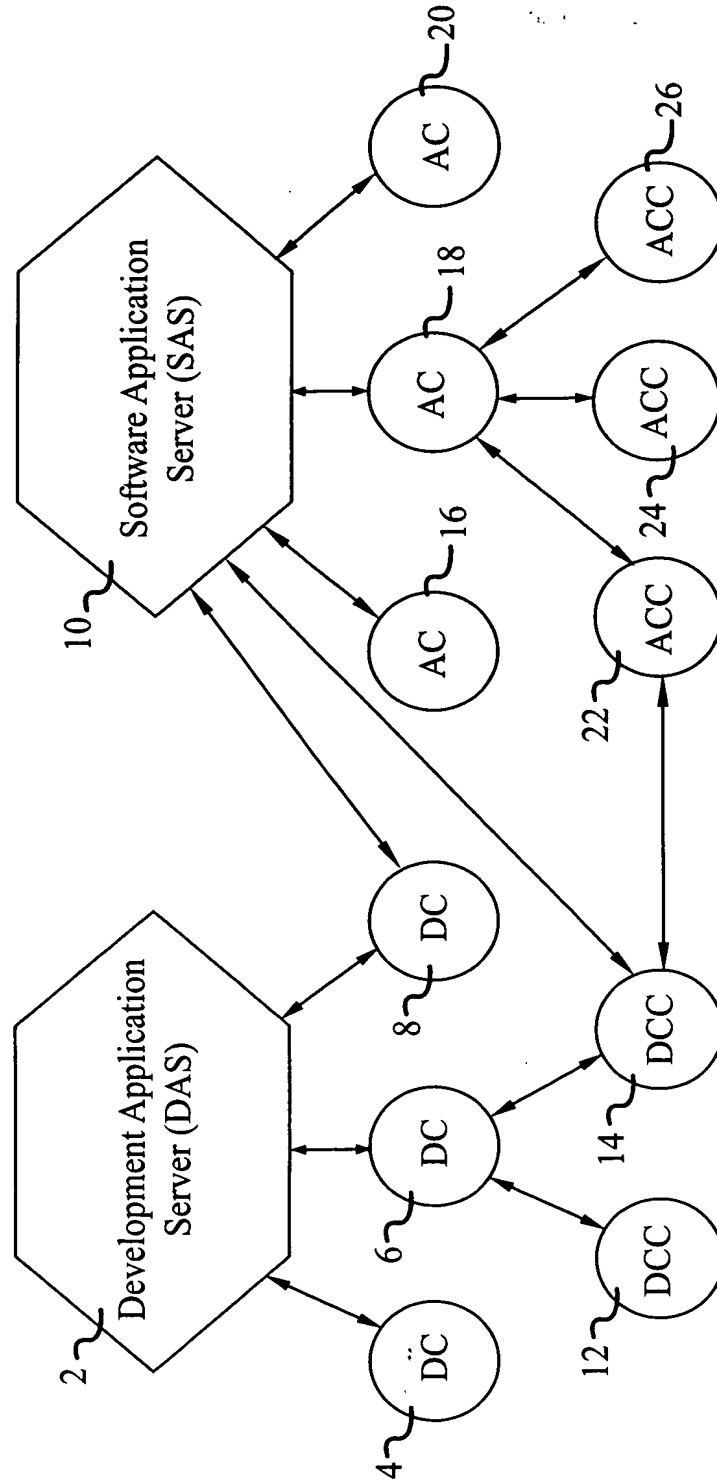 2
Development Application
Server (DAS)
10
Software Application
Server (SAS)
4
DC
6
DC
8
DC
16
AC
18
AC
20
AC
12
DCC
14
DCC
22
ACC
24
ACC
26
ACC